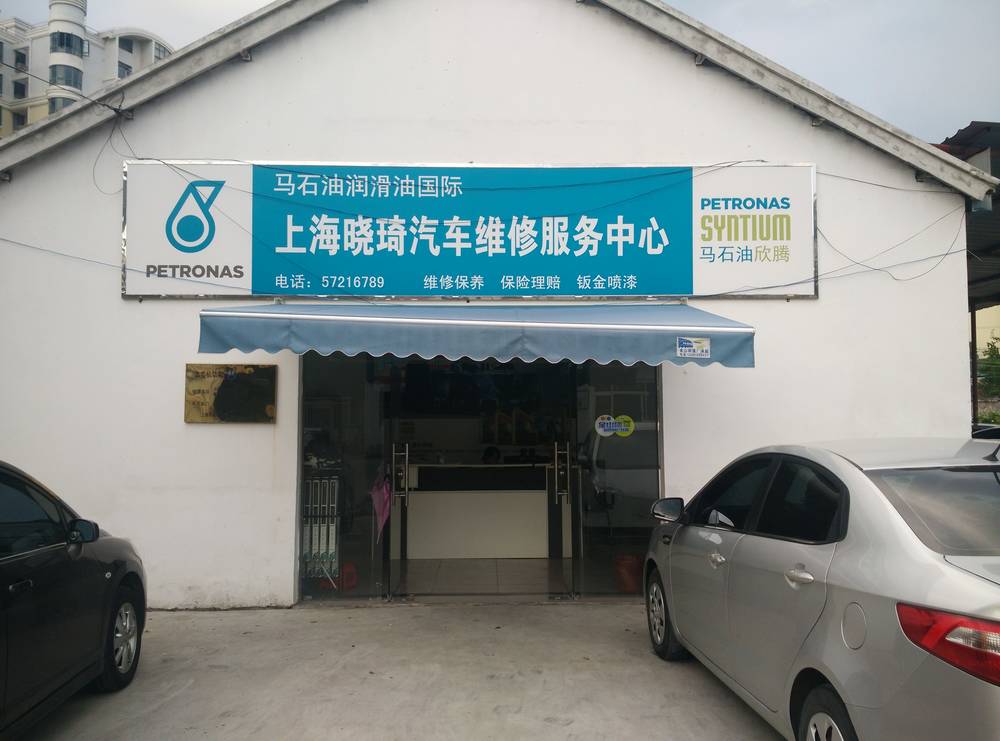 马石油润滑油国际
上海晓琦汽车维修服务中心
电话：57216789 维修保养 保险理赔 钣金喷漆
PETRONAS
PETRONAS
SYNTIUM
马石油欣腾